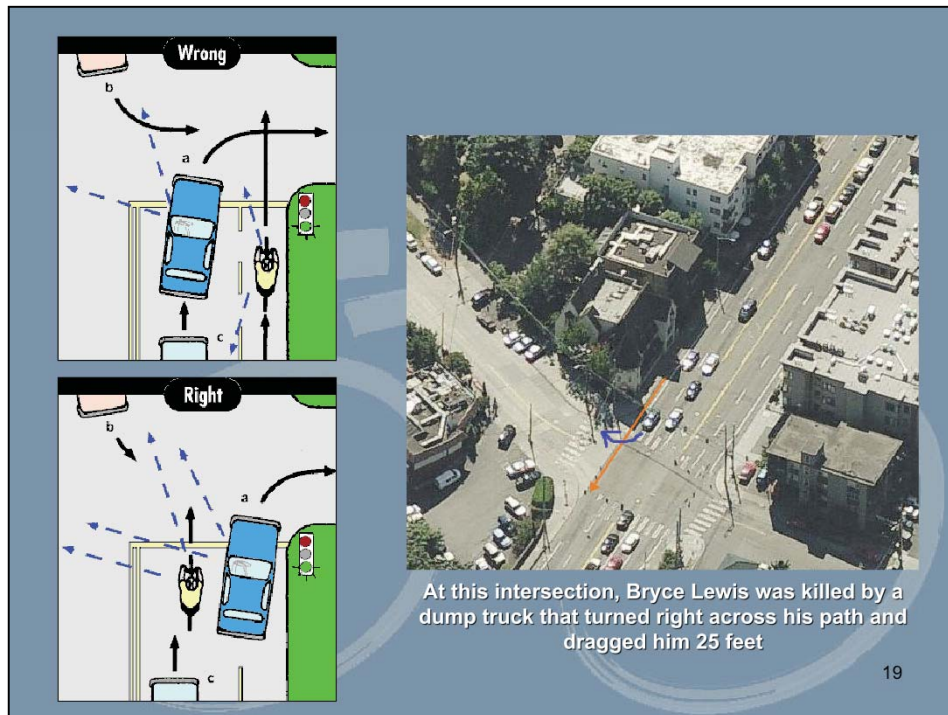 Wrong
b
a
c
Right
b
a
c
At this intersection, Bryce Lewis was killed by a
dump truck that turned right across his path and
dragged him 25 feet
19